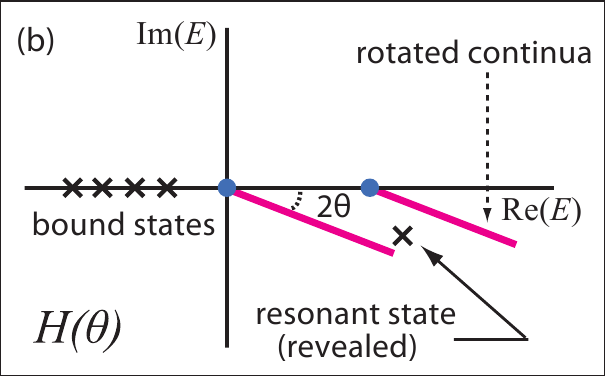 (b)
Im(E)
rotated continua
2θ
Re(E)
bound states
resonant state
(revealed)
H(θ)